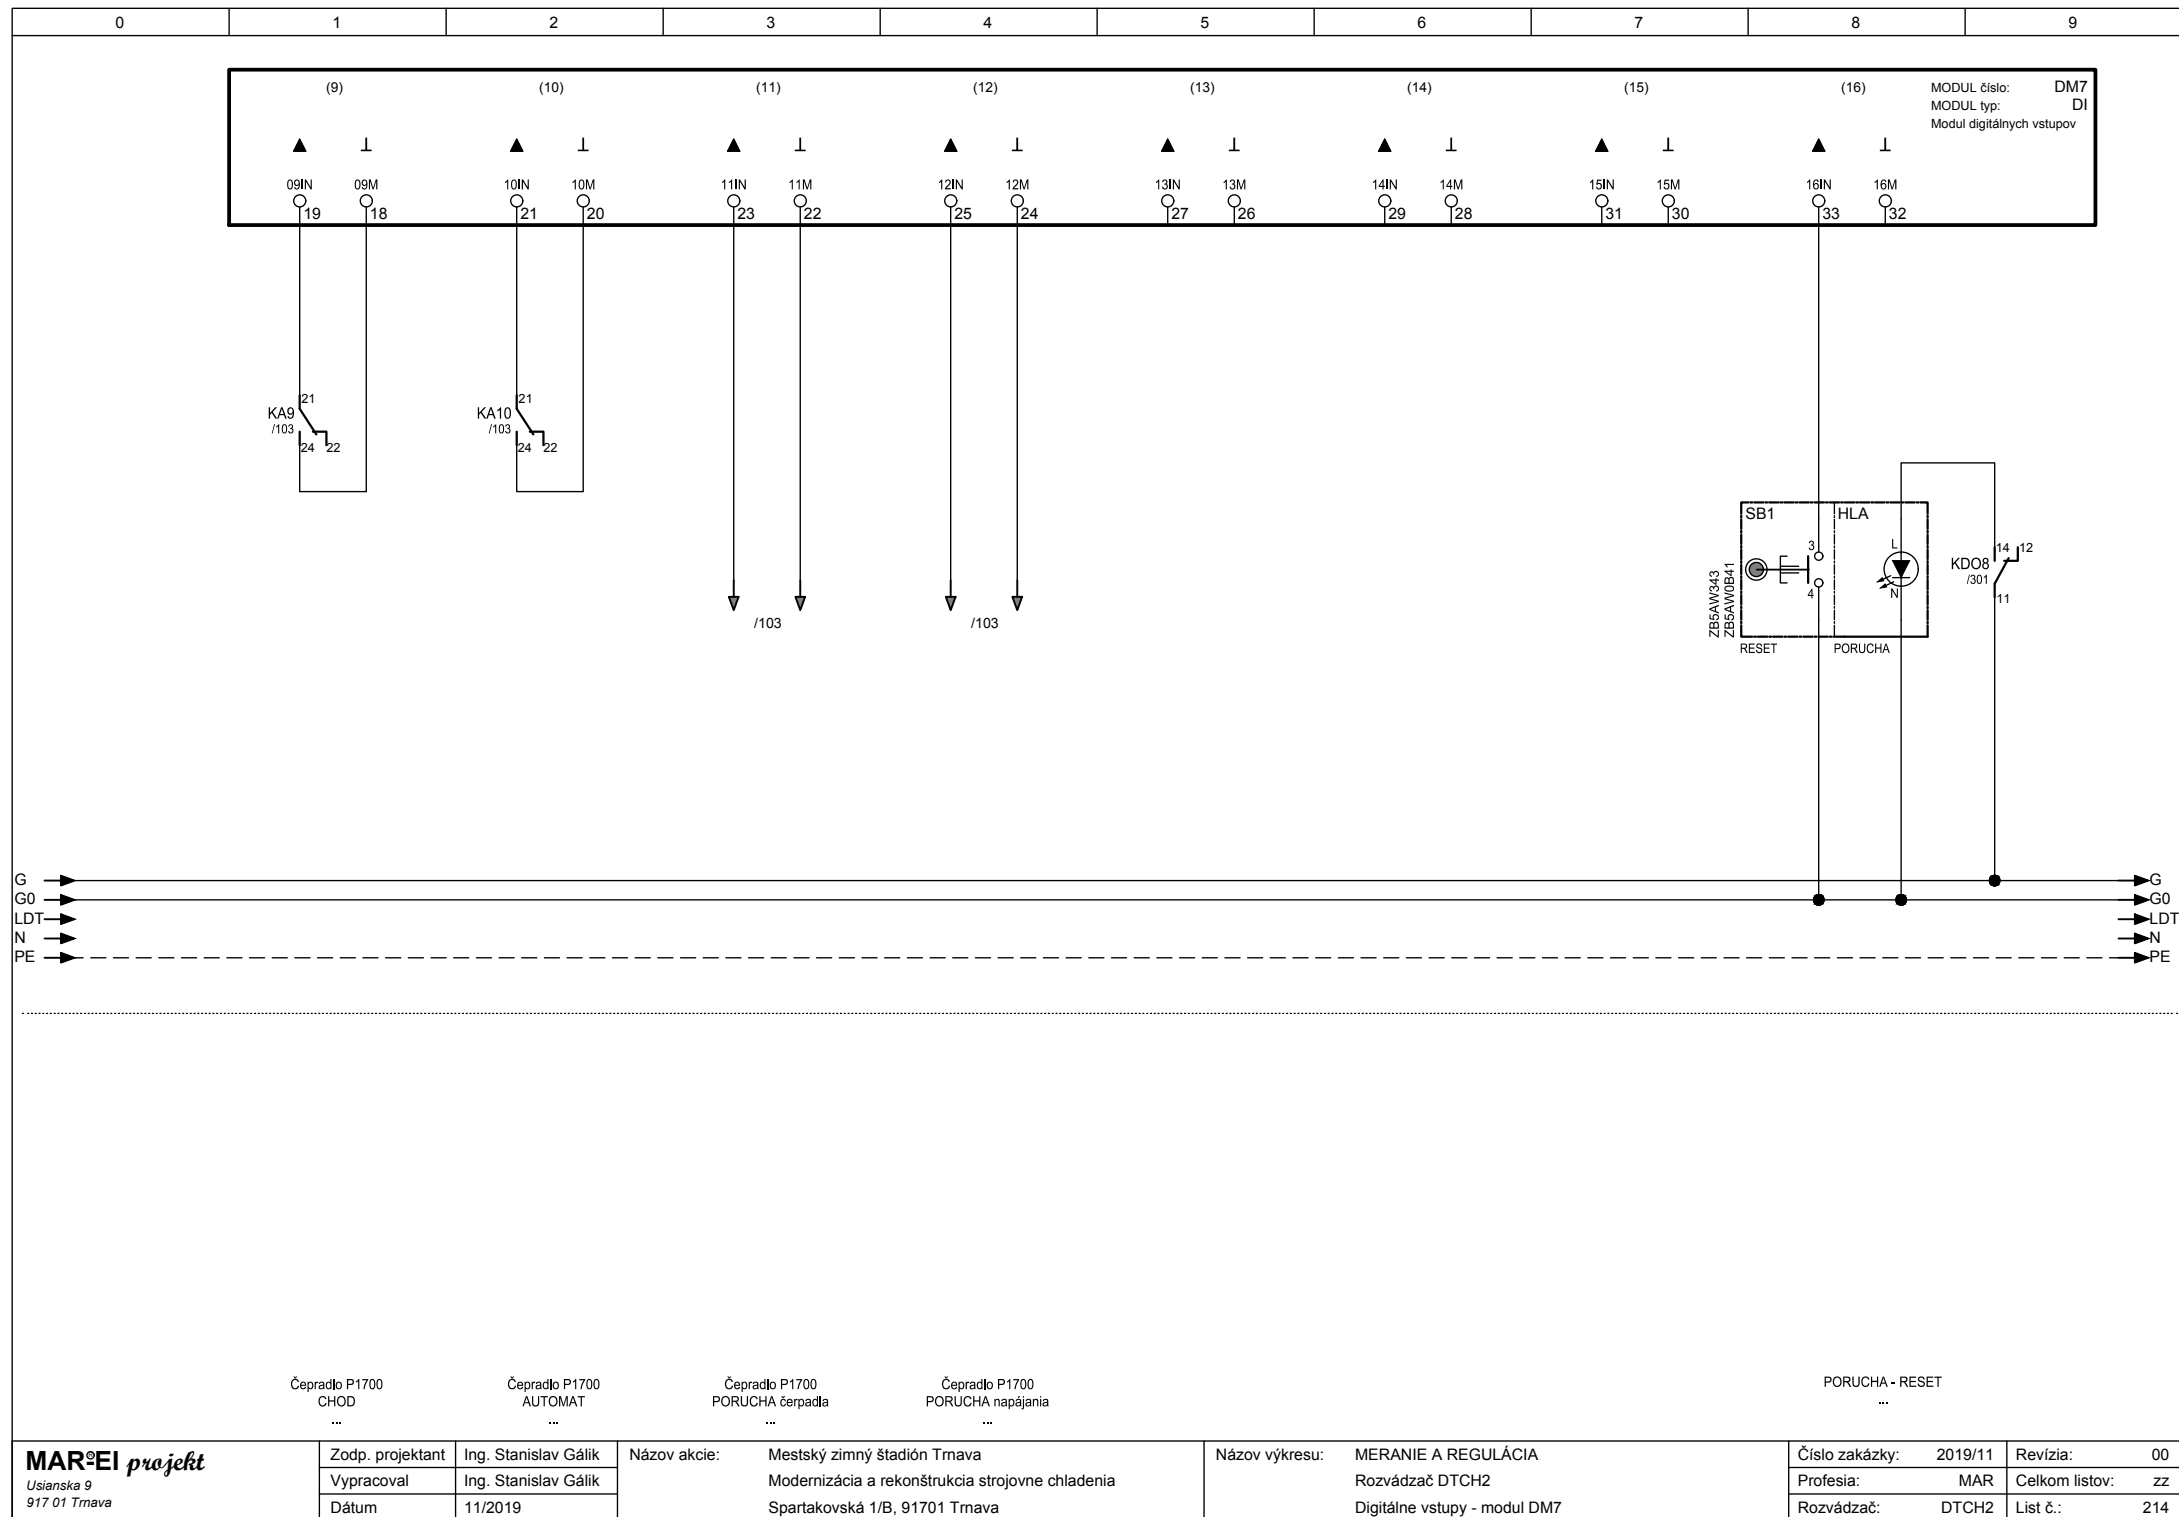 0 1 2 3 4 5 6 7 8 9
(9) (10) (11) (12) (13) (14) (15) (16)
MODUL číslo: DM7
MODUL typ: DI
Modul digitálnych vstupov
09IN 09M 10IN 10M 11IN 11M 12IN 12M 13IN 13M 14IN 14M 15IN 15M 16IN 16M
19 18 21 20 23 22 25 24 27 26 29 28 31 30 33 32
21 21
KA9 KA10
/103 /103
24 22 24 22
SB1 HLA
3 L
14 12
KDO8
/301
4 N
11
ZB5AW343
ZB5AW0B41
/103 /103
RESET PORUCHA
G G
G0 G0
LDT LDT
N N
PE PE
Čepradlo P1700 Čepradlo P1700 Čepradlo P1700 Čepradlo P1700 PORUCHA - RESET
CHOD AUTOMAT PORUCHA čerpadla PORUCHA napájania ...
... ... ... ...
MAR®EI projekt
Usianska 9
917 01 Trnava
Zodp. projektant Ing. Stanislav Gálik
Vypracoval Ing. Stanislav Gálik
Dátum 11/2019
Názov akcie: Mestský zimný štadión Trnava
Modernizácia a rekonštrukcia strojovne chladenia
Spartakovská 1/B, 91701 Trnava
Názov výkresu: MERANIE A REGULÁCIA
Rozvádzač DTCH2
Digitálne vstupy - modul DM7
Číslo zakázky: 2019/11 Revízia: 00
Profesia: MAR Celkom listov: zz
Rozvádzač: DTCH2 List č.: 214